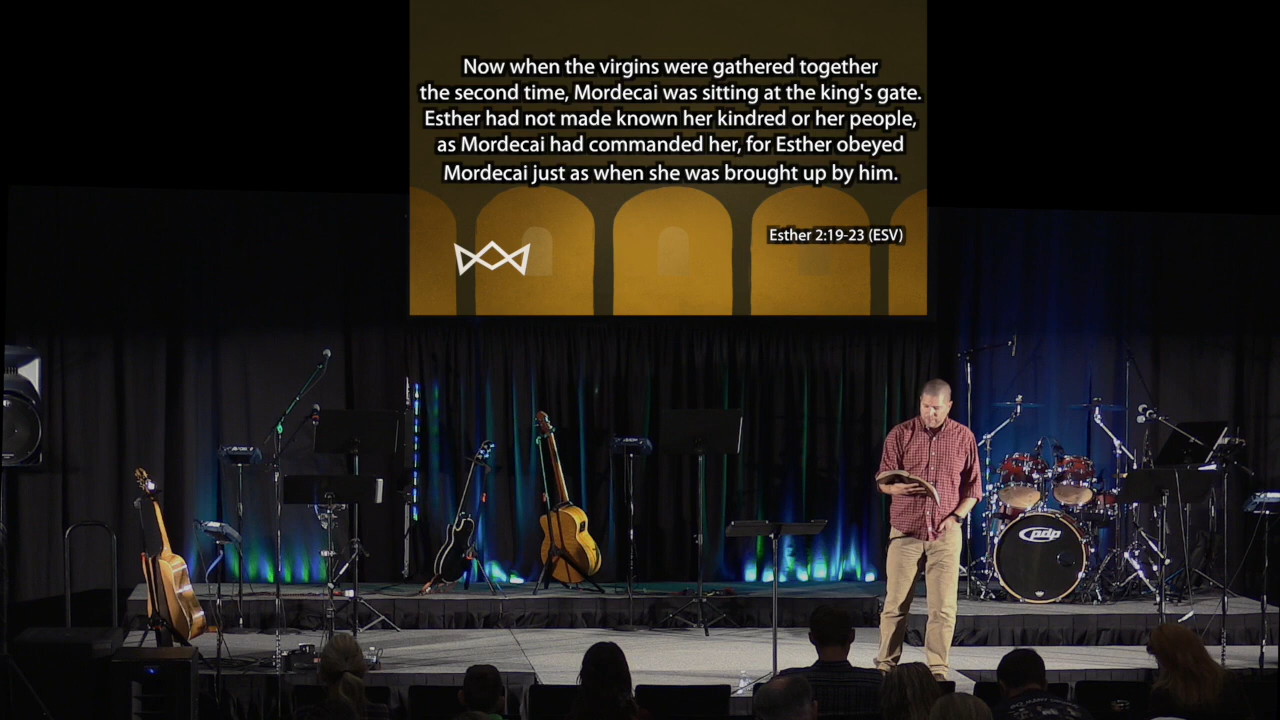 Now when the virgins were gathered together
the second time, Mordecai was sitting at the king's gate.
Esther had not made known her kindred or her people,
as Mordecai had commanded her, for Esther obeyed
Mordecai just as when she was brought up by him.
Esther 2:19-23 (ESV)
pdp